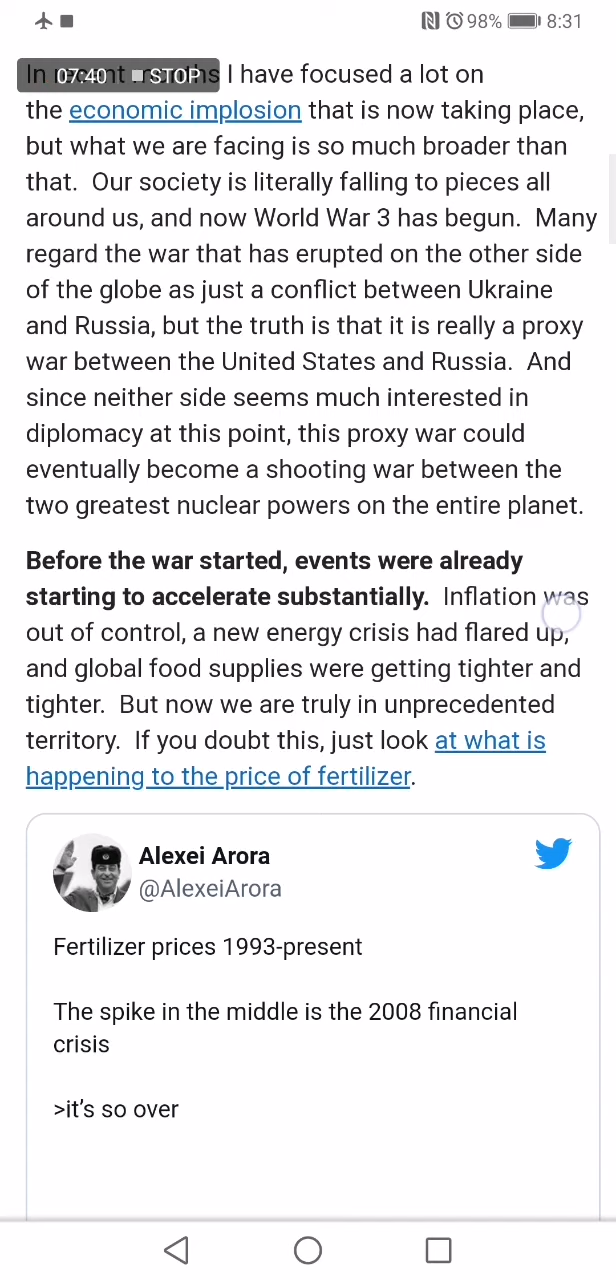 98% 8:31
07:40 STOP
In recent months I have focused a lot on
the economic implosion that is now taking place,
but what we are facing is so much broader than
that. Our society is literally falling to pieces all
around us, and now World War 3 has begun. Many
regard the war that has erupted on the other side
of the globe as just a conflict between Ukraine
and Russia, but the truth is that it is really a proxy
war between the United States and Russia. And
since neither side seems much interested in
diplomacy at this point, this proxy war could
eventually become a shooting war between the
two greatest nuclear powers on the entire planet.
Before the war started, events were already
starting to accelerate substantially. Inflation was
out of control, a new energy crisis had flared up,
and global food supplies were getting tighter and
tighter. But now we are truly in unprecedented
territory. If you doubt this, just look at what is
happening to the price of fertilizer.
Alexei Arora
@AlexeiArora
Fertilizer prices 1993-present
The spike in the middle is the 2008 financial
crisis
>it's so over